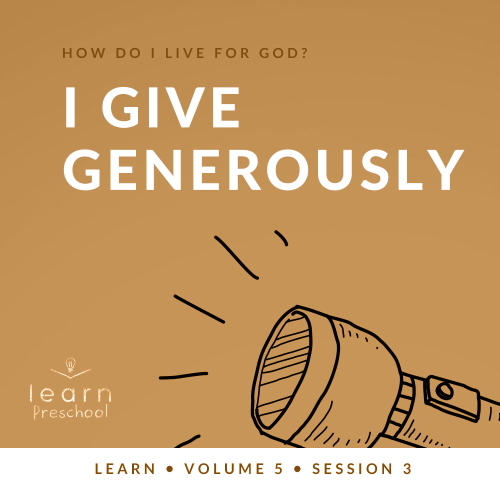 HOW DO I LIVE FOR GOD?
I GIVE
GENEROUSLY
learn
Preschool
LEARN • VOLUME 5 • SESSION 3